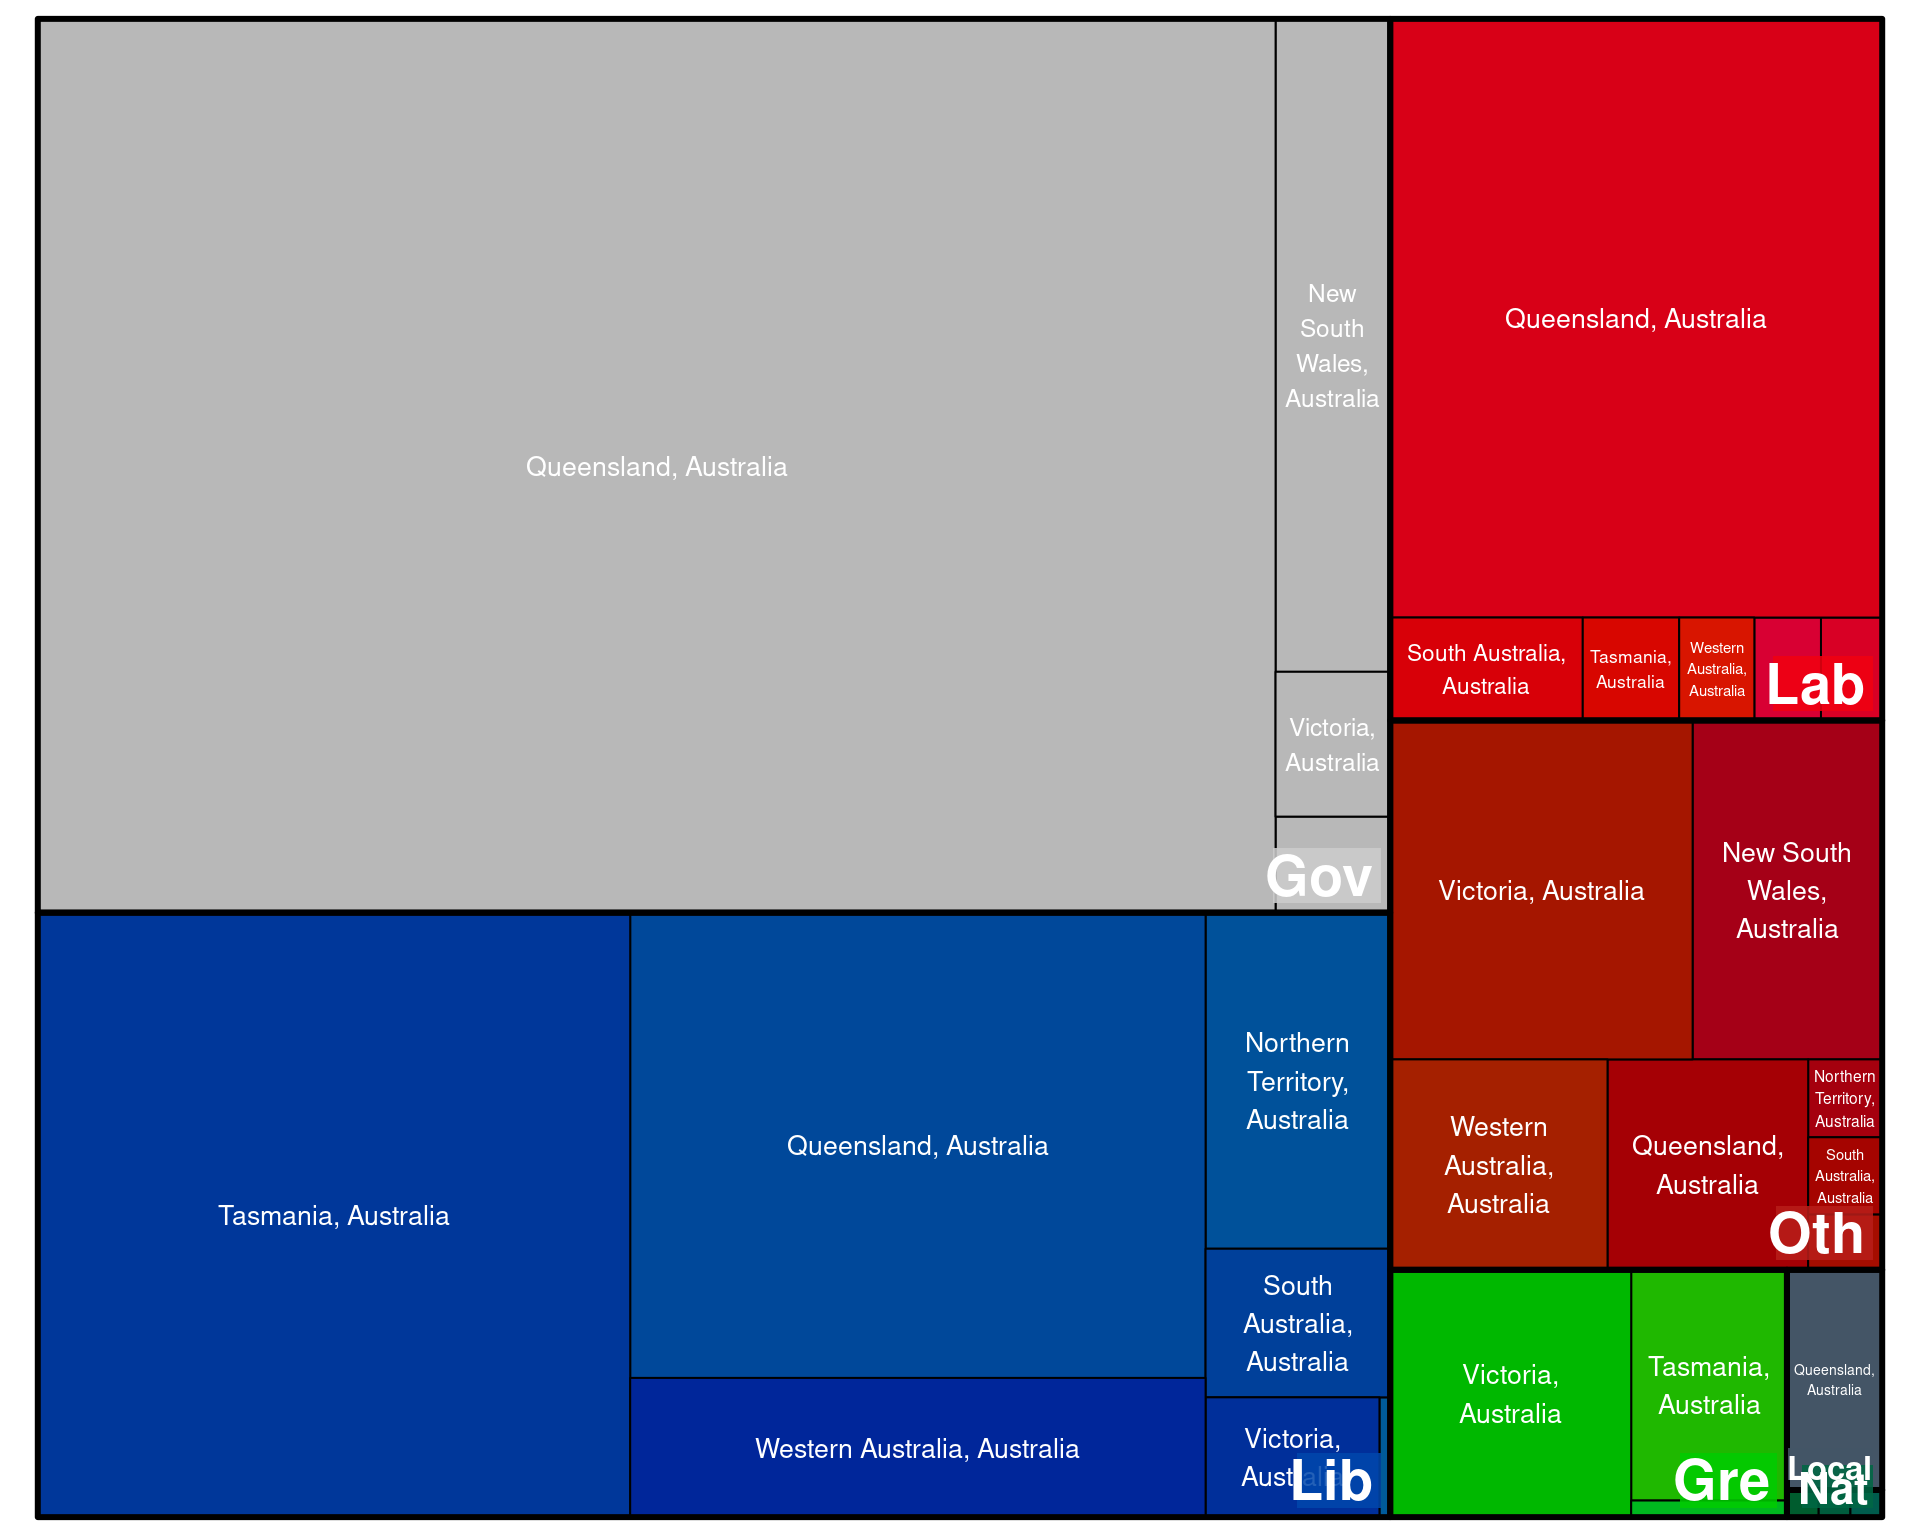 Queensland, Australia
New
South
Wales,
Australia
Victoria,
Australia
Gov
Queensland, Australia
South Australia,
Australia
Tasmania,
Australia
Western
Australia,
Australia
Lab
Victoria, Australia
New South
Wales,
Australia
Western
Australia,
Australia
Queensland,
Australia
Northern
Territory,
Australia
South
Australia,
Australia
Oth
Tasmania, Australia
Queensland, Australia
Western Australia, Australia
Northern
Territory,
Australia
South
Australia,
Australia
Victoria,
Australia
Lib
Victoria,
Australia
Tasmania,
Australia
Gre
Queensland,
Australia
Local
Nat